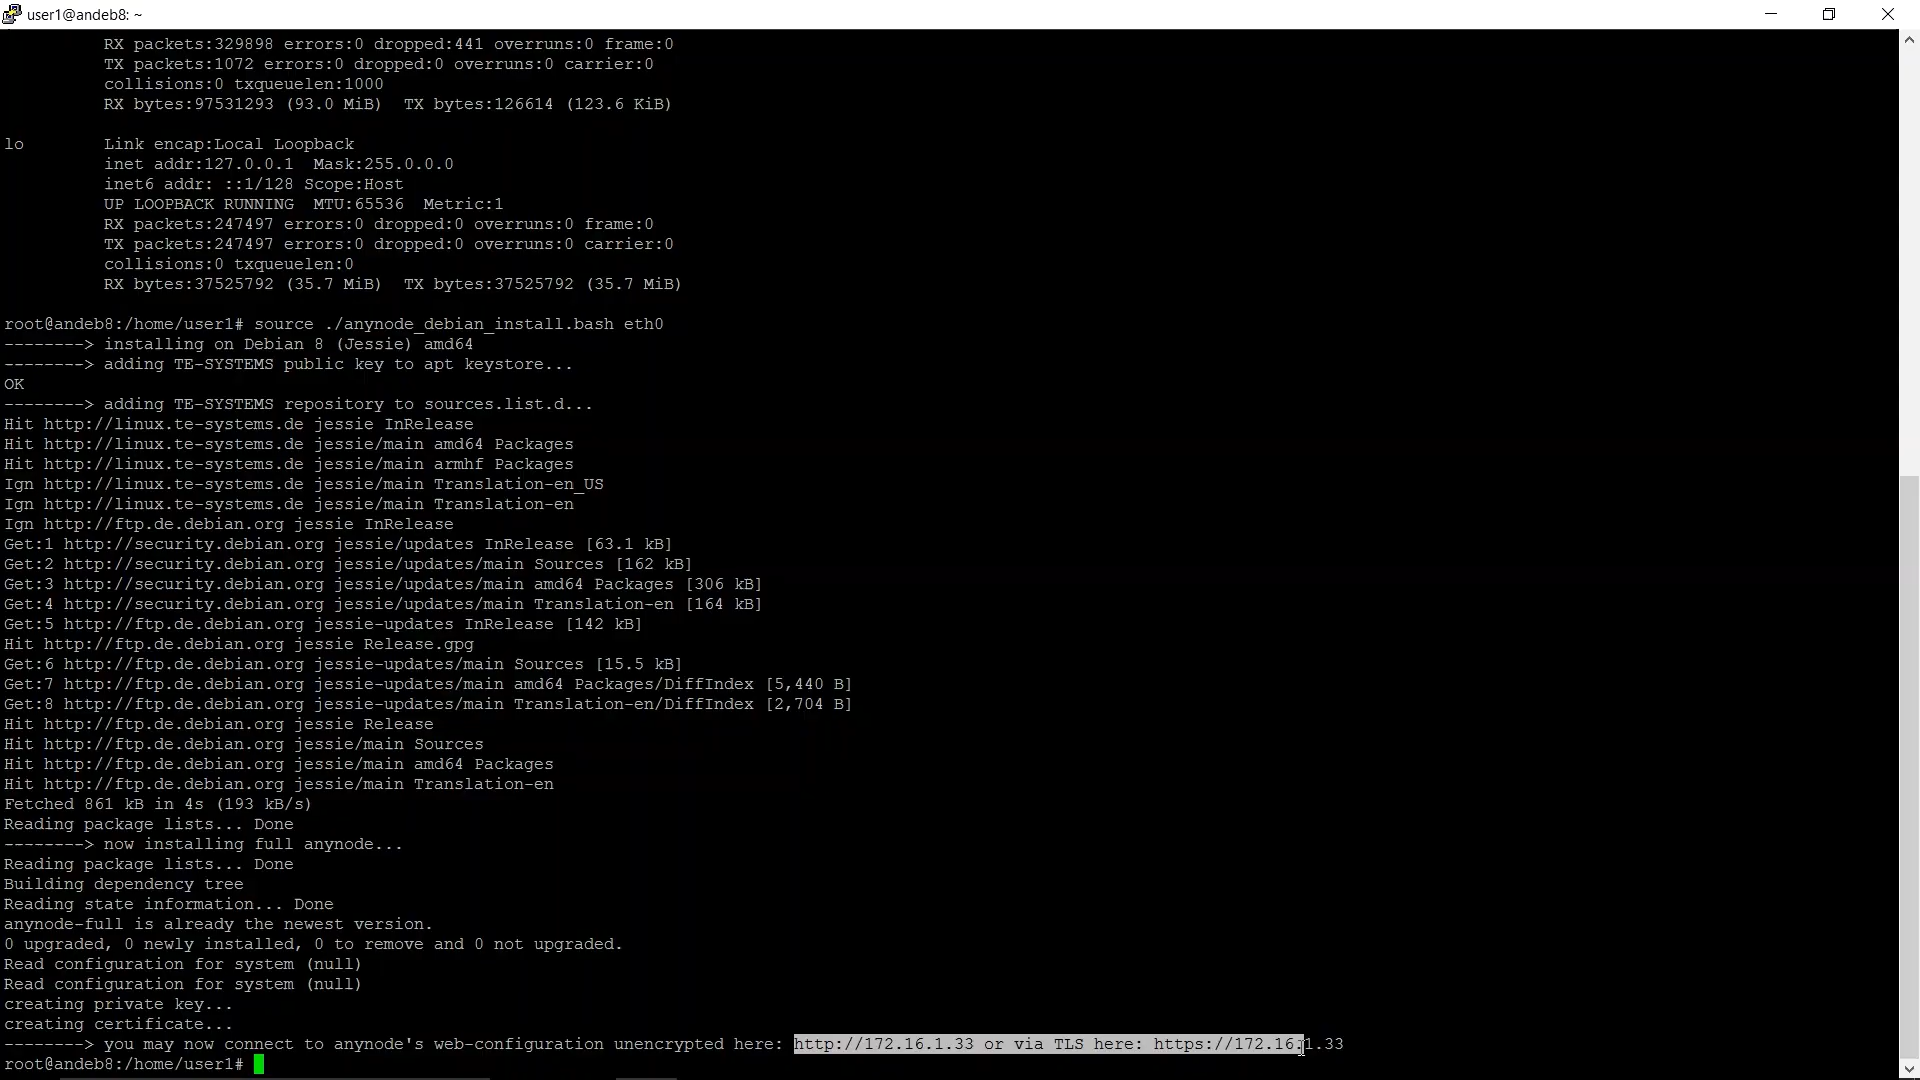 user1@andeb8: ~
RX packets:329898 errors:0 dropped:441 overruns:0 frame:0
TX packets:1072 errors:0 dropped:0 overruns:0 carrier:0
collisions:0 txqueuelen:1000
RX bytes:97531293 (93.0 MiB)  TX bytes:126614 (123.6 KiB)
lo        Link encap:Local Loopback
inet addr:127.0.0.1  Mask:255.0.0.0
inet6 addr: ::1/128 Scope:Host
UP LOOPBACK RUNNING  MTU:65536  Metric:1
RX packets:247497 errors:0 dropped:0 overruns:0 frame:0
TX packets:247497 errors:0 dropped:0 overruns:0 carrier:0
collisions:0 txqueuelen:0
RX bytes:37525792 (35.7 MiB)  TX bytes:37525792 (35.7 MiB)
root@andeb8:/home/user1# source ./anynode_debian_install.bash eth0
--------> installing on Debian 8 (Jessie) amd64
--------> adding TE-SYSTEMS public key to apt keystore...
OK
--------> adding TE-SYSTEMS repository to sources.list.d...
Hit http://linux.te-systems.de jessie InRelease
Hit http://linux.te-systems.de jessie/main amd64 Packages
Hit http://linux.te-systems.de jessie/main armhf Packages
Ign http://linux.te-systems.de jessie/main Translation-en_US
Ign http://linux.te-systems.de jessie/main Translation-en
Ign http://ftp.de.debian.org jessie InRelease
Get:1 http://security.debian.org jessie/updates InRelease [63.1 kB]
Get:2 http://security.debian.org jessie/updates/main Sources [162 kB]
Get:3 http://security.debian.org jessie/updates/main amd64 Packages [306 kB]
Get:4 http://security.debian.org jessie/updates/main Translation-en [164 kB]
Get:5 http://ftp.de.debian.org jessie-updates InRelease [142 kB]
Hit http://ftp.de.debian.org jessie Release.gpg
Get:6 http://ftp.de.debian.org jessie-updates/main Sources [15.5 kB]
Get:7 http://ftp.de.debian.org jessie-updates/main amd64 Packages/DiffIndex [5,440 B]
Get:8 http://ftp.de.debian.org jessie-updates/main Translation-en/DiffIndex [2,704 B]
Hit http://ftp.de.debian.org jessie Release
Hit http://ftp.de.debian.org jessie/main Sources
Hit http://ftp.de.debian.org jessie/main amd64 Packages
Hit http://ftp.de.debian.org jessie/main Translation-en
Fetched 861 kB in 4s (193 kB/s)
Reading package lists... Done
--------> now installing full anynode...
Reading package lists... Done
Building dependency tree
Reading state information... Done
anynode-full is already the newest version.
0 upgraded, 0 newly installed, 0 to remove and 0 not upgraded.
Read configuration for system (null)
Read configuration for system (null)
creating private key...
creating certificate...
--------> you may now connect to anynode's web-configuration unencrypted here: http://172.16.1.33 or via TLS here: https://172.16.1.33
root@andeb8:/home/user1#